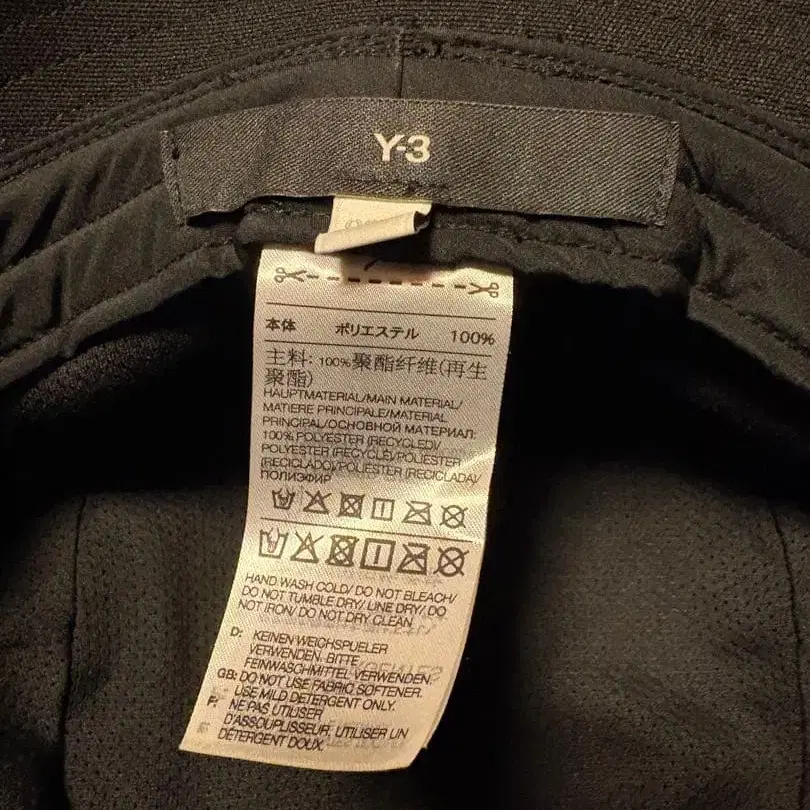 Y-3
本体 ポリエステル 100%
主料: 100%聚酯纤维(再生
聚酯)
HAUPTMATERIAL/MAIN MATERIAL/
MATIERE PRINCIPALE/MATERIAL
PRINCIPAL/ОСНОВНОЙ МАТЕРИАЛ:
100% POLYESTER (RECYCLED)/
POLYESTER (RECYCLE)/POLIESTER
(RECICLADO)/POLIESTER (RECICLADA)/
ПОЛИЭФИР
HAND WASH COLD/ DO NOT BLEACH/
DO NOT TUMBLE DRY/ LINE DRY/ DO
NOT IRON/ DO NOT DRY CLEAN
D: KEINEN WEICHSPUELER
VERWENDEN. BITTE
FEINWASCHMITTEL VERWENDEN.
GB: DO NOT USE FABRIC SOFTENER.
USE MILD DETERGENT ONLY.
F: NE PAS UTILISER
D'ASSOUPLISSEUR, UTILISER UN
DETERGENT DOUX.